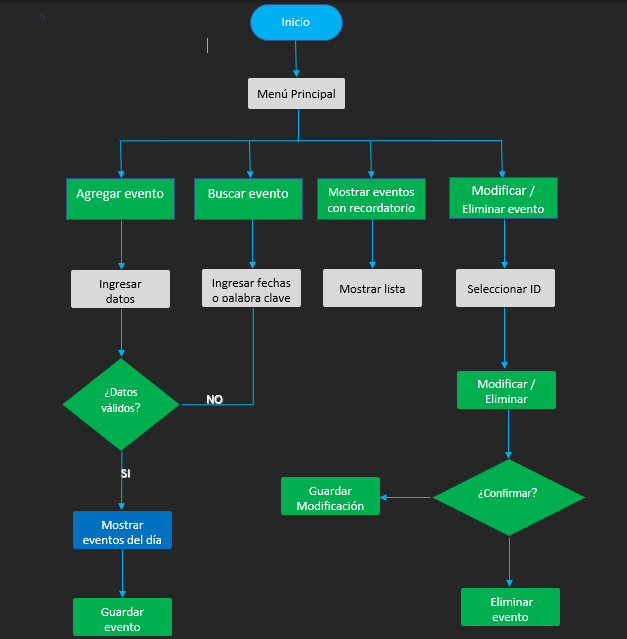 ?
Inicio
Menú Principal
Agregar evento
Buscar evento
Mostrar eventos
con recordatorio
Modificar /
Eliminar evento
Ingresar
datos
Ingresar fechas
o palabra clave
Mostrar lista
Seleccionar ID
¿Datos
válidos?
NO
Modificar /
Eliminar
SI
Guardar
Modificación
¿Confirmar?
Mostrar
eventos del día
Guardar
evento
Eliminar
evento